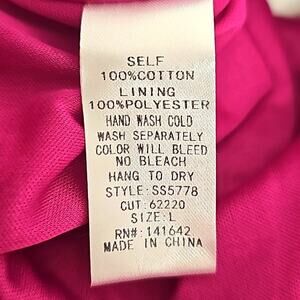 SELF
100%COTTON
LINING
100%POLYESTER
HAND WASH COLD
WASH SEPARATELY
COLOR WILL BLEED
NO BLEACH
HANG TO DRY
STYLE:SS5778
CUT:62220
SIZE:L
RN#:141642
MADE IN CHINA